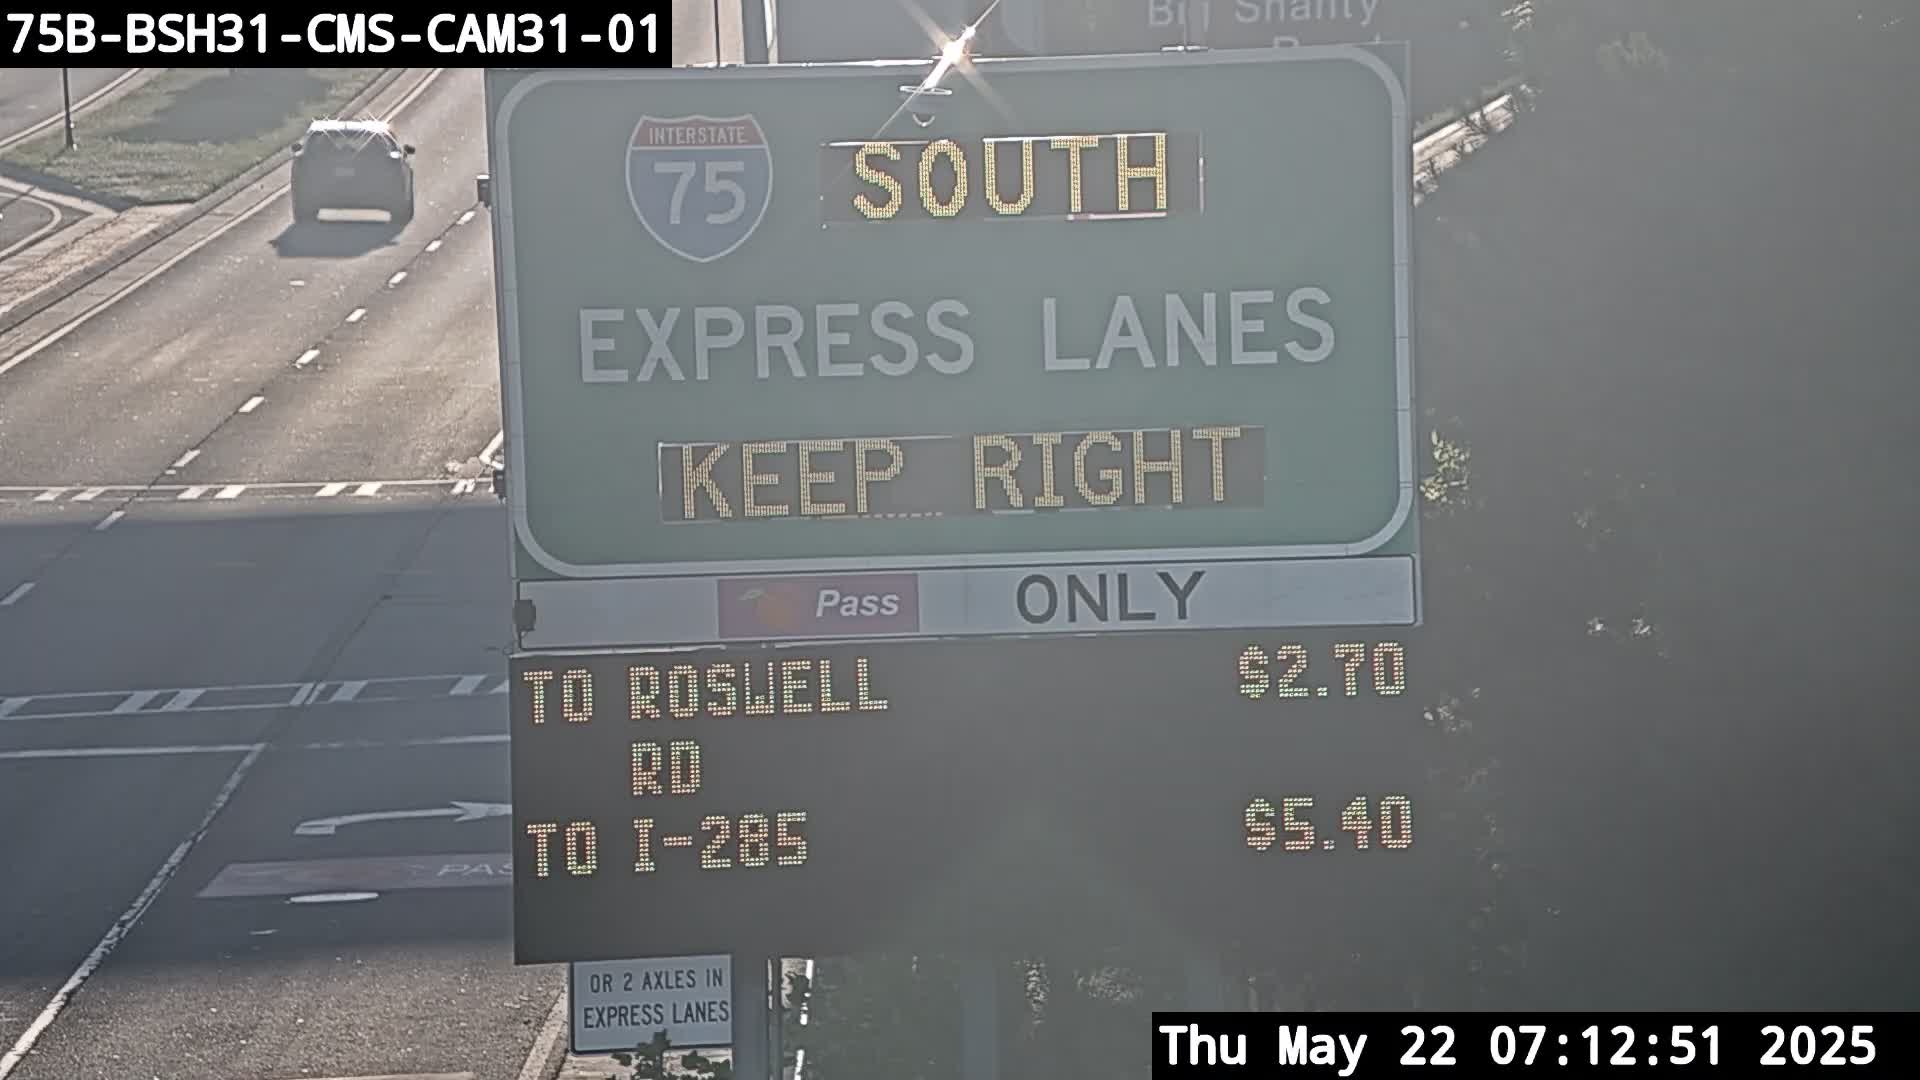 75B-BSH31-CMS-CAM31-01
Shanty
INTERSTATE
75
SOUTH
EXPRESS LANES
KEEP RIGHT
Pass
ONLY
TO ROSWELL $2.70
RD
TO I-285 $5.40
OR 2 AXLES IN
EXPRESS LANES
Thu May 22 07:12:51 2025